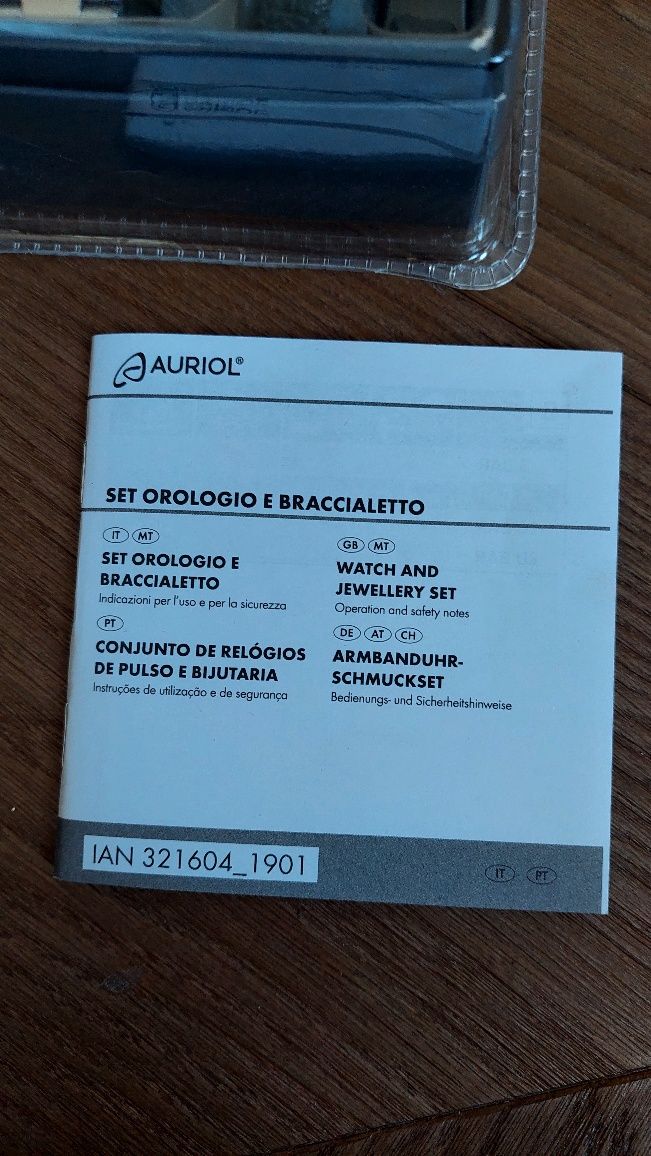 AURIOL®
SET OROLOGIO E BRACCIALETTO
IT MT
SET OROLOGIO E
BRACCIALETTO
Indicazioni per l'uso e per la sicurezza
PT
CONJUNTO DE RELÓGIOS
DE PULSO E BIJUTARIA
Instruções de utilização e de segurança
GB MT
WATCH AND
JEWELLERY SET
Operation and safety notes
DE AT CH
ARMBANDUHR-
SCHMUCKSET
Bedienungs- und Sicherheitshinweise
IAN 321604_1901
IT PT